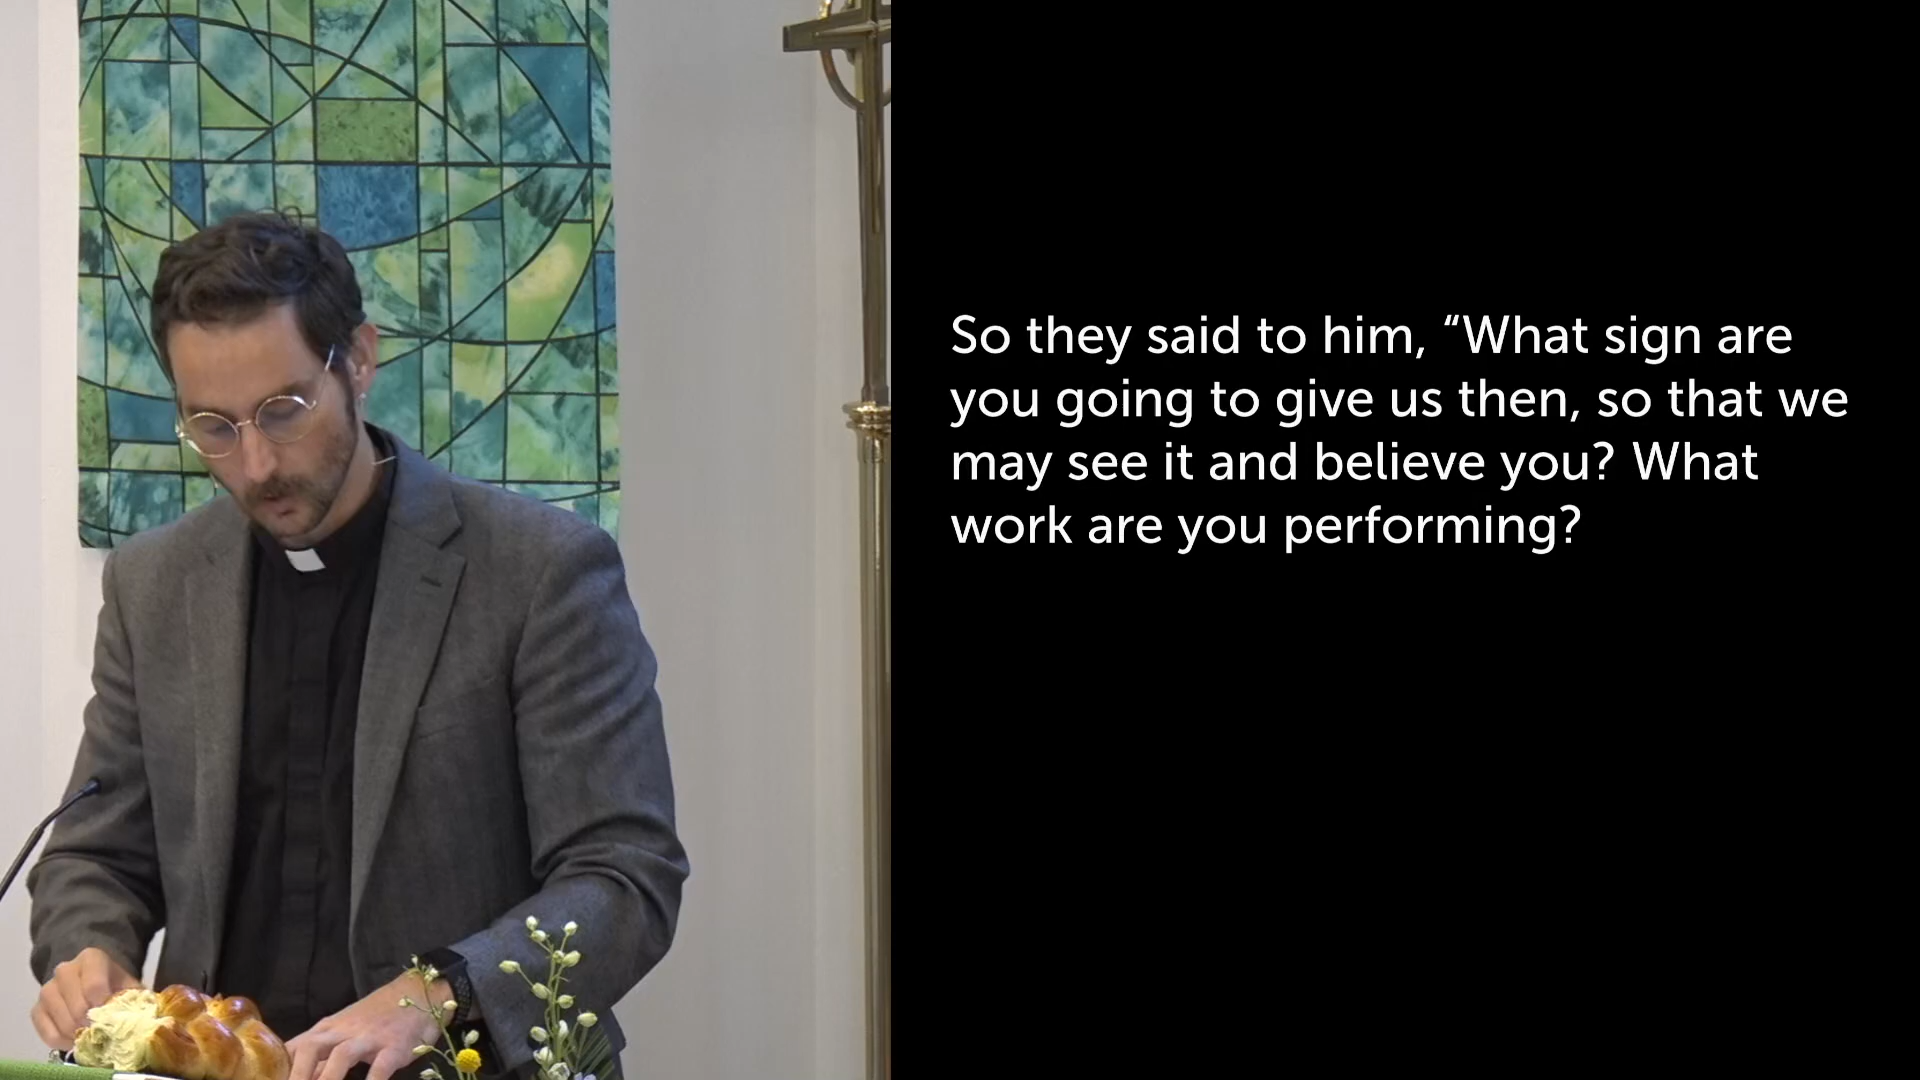 So they said to him, “What sign are
you going to give us then, so that we
may see it and believe you? What
work are you performing?